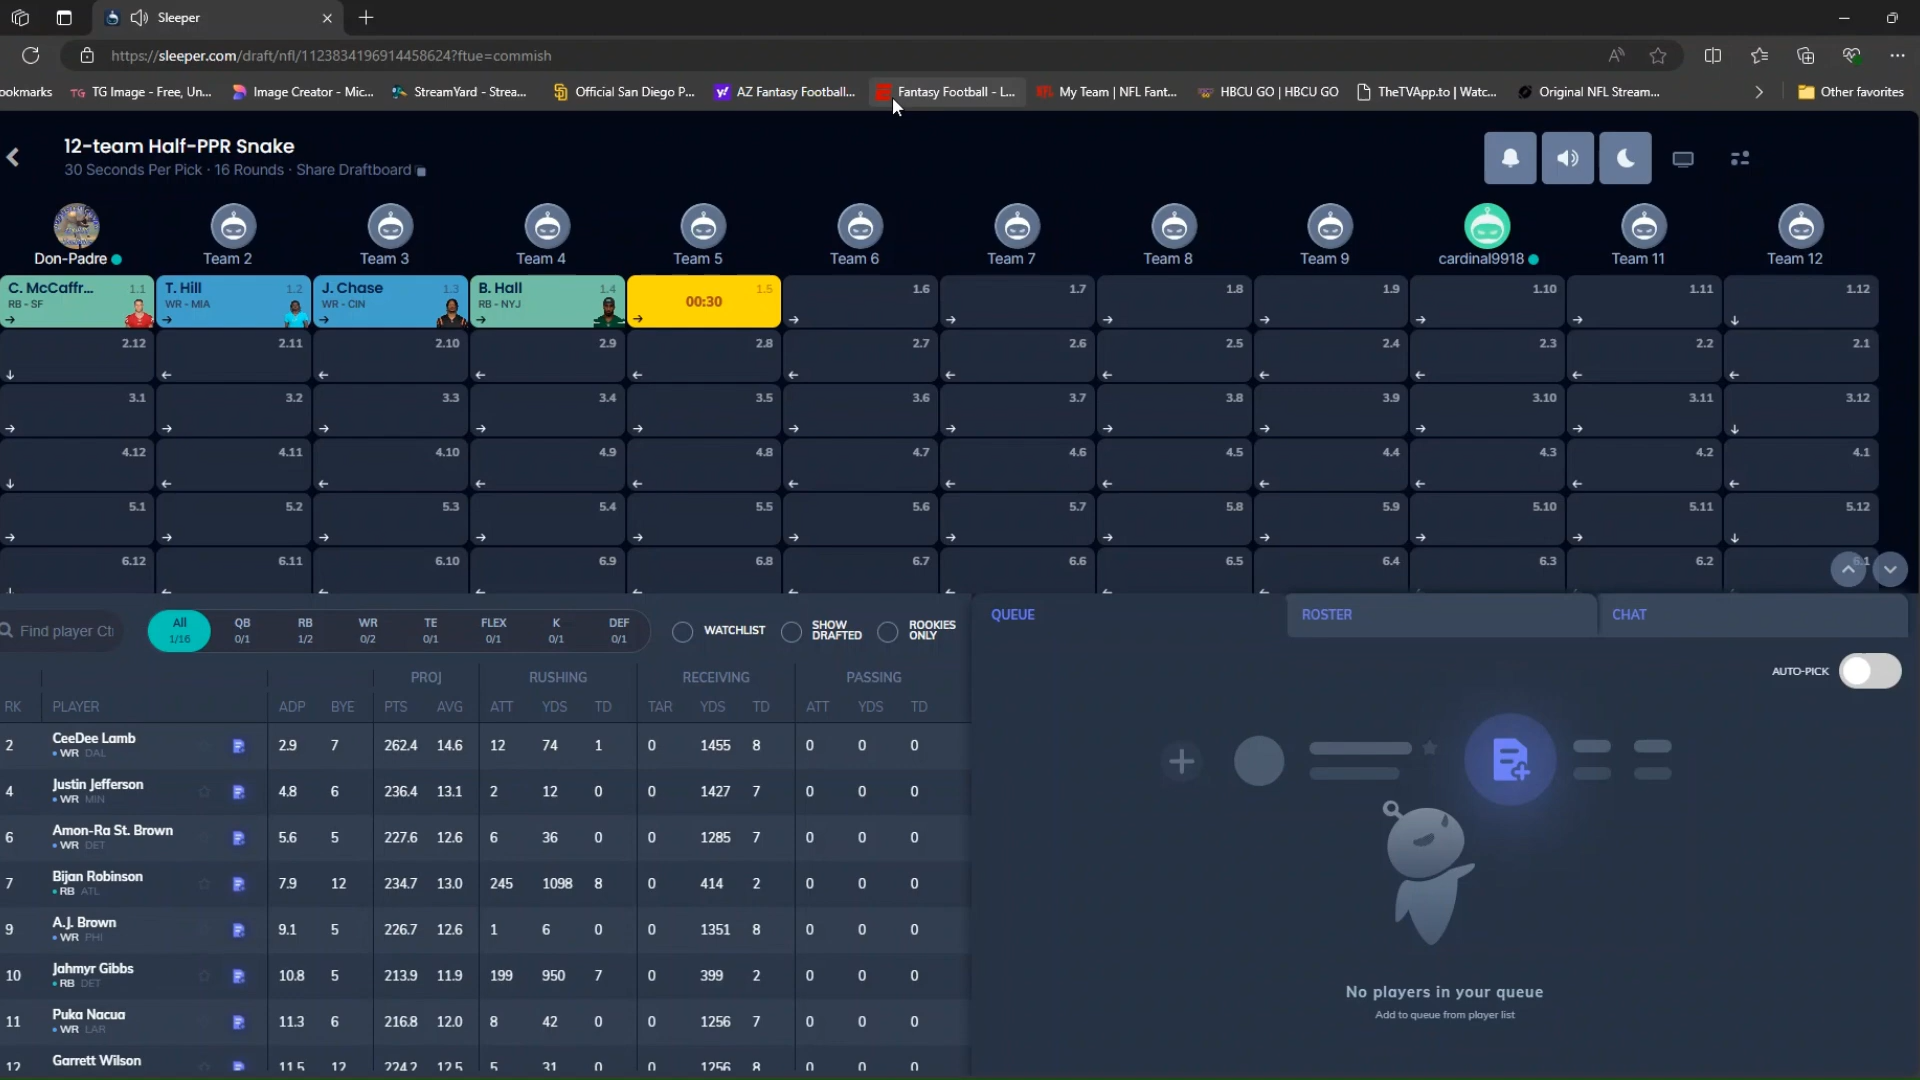 Sleeper
https://sleeper.com/draft/nfl/1123834196914458624?ftue=commish
ookmarks
TG Image - Free, Un...
Image Creator - Mic...
StreamYard - Strea...
Official San Diego P...
AZ Fantasy Football...
Fantasy Football - L...
My Team | NFL Fant...
HBCU GO | HBCU GO
TheTVApp.to | Watc...
Original NFL Stream...
Other favorites
12-team Half-PPR Snake
30 Seconds Per Pick · 16 Rounds · Share Draftboard
Don-Padre Team 2 Team 3 Team 4 Team 5 Team 6 Team 7 Team 8 Team 9 cardinal9918 Team 11 Team 12
C. McCaffr... 1.1 T. Hill 1.2 J. Chase 1.3 B. Hall 1.4 1.5 1.6 1.7 1.8 1.9 1.10 1.11 1.12
RB - SF WR - MIA WR - CIN RB - NYJ 00:30
2.12 2.11 2.10 2.9 2.8 2.7 2.6 2.5 2.4 2.3 2.2 2.1
3.1 3.2 3.3 3.4 3.5 3.6 3.7 3.8 3.9 3.10 3.11 3.12
4.12 4.11 4.10 4.9 4.8 4.7 4.6 4.5 4.4 4.3 4.2 4.1
5.1 5.2 5.3 5.4 5.5 5.6 5.7 5.8 5.9 5.10 5.11 5.12
6.12 6.11 6.10 6.9 6.8 6.7 6.6 6.5 6.4 6.3 6.2 6.1
Find player Ct
All QB RB WR TE FLEX K DEF
1/16 0/1 1/2 0/2 0/1 0/1 0/1 0/1
WATCHLIST
SHOW
DRAFTED
ROOKIES
ONLY
QUEUE
ROSTER
CHAT
AUTO-PICK
PROJ RUSHING RECEIVING PASSING
RK PLAYER ADP BYE PTS AVG ATT YDS TD TAR YDS TD ATT YDS TD
2 CeeDee Lamb 2.9 7 262.4 14.6 12 74 1 0 1455 8 0 0 0
WR DAL
4 Justin Jefferson 4.8 6 236.4 13.1 2 12 0 0 1427 7 0 0 0
WR MIN
6 Amon-Ra St. Brown 5.6 5 227.6 12.6 6 36 0 0 1285 7 0 0 0
WR DET
7 Bijan Robinson 7.9 12 234.7 13.0 245 1098 8 0 414 2 0 0 0
RB ATL
9 A.J. Brown 9.1 5 226.7 12.6 1 6 0 0 1351 8 0 0 0
WR PHI
10 Jahmyr Gibbs 10.8 5 213.9 11.9 199 950 7 0 399 2 0 0 0
RB DET
11 Puka Nacua 11.3 6 216.8 12.0 8 42 0 0 1256 7 0 0 0
WR LAR
12 Garrett Wilson 11.5 12 224.2 12.5 5 31 0 0 1256 8 0 0 0
No players in your queue
Add to queue from player list